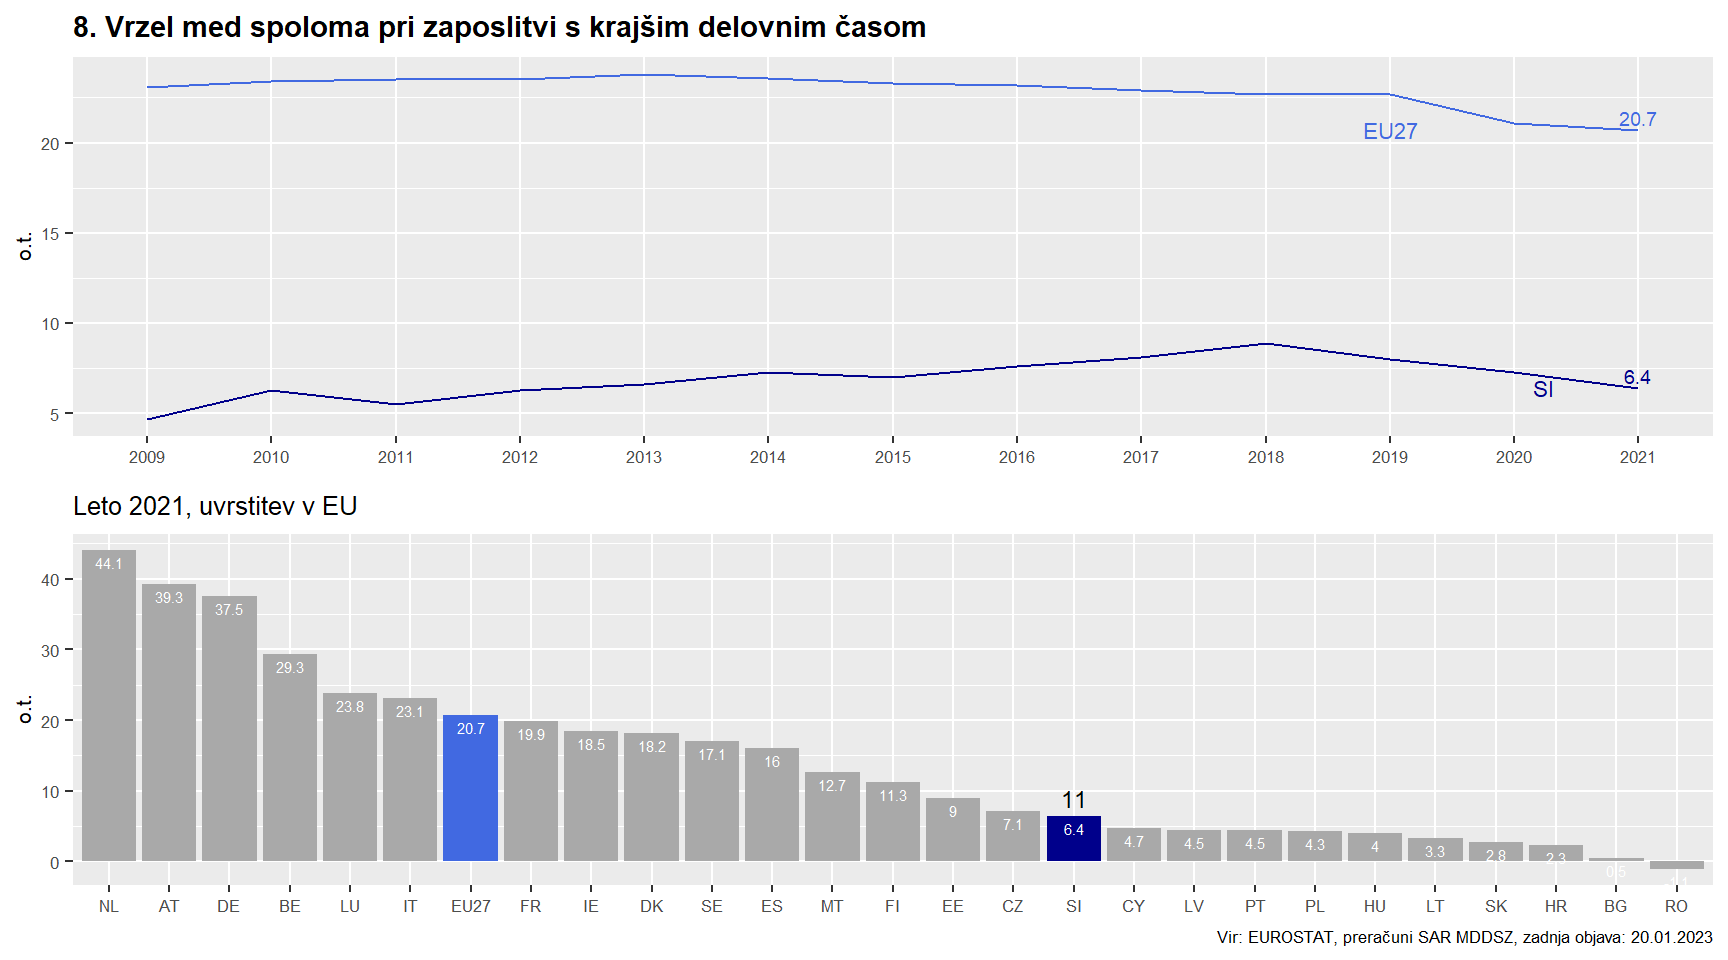 8. Vrzel med spoloma pri zaposlitvi s krajšim delovnim časom
o.t.
20
15
10
5
EU27
20.7
SI
6.4
2009 2010 2011 2012 2013 2014 2015 2016 2017 2018 2019 2020 2021
Leto 2021, uvrstitev v EU
o.t.
40
30
20
10
0
44.1 39.3 37.5 29.3 23.8 23.1 20.7 19.9 18.5 18.2 17.1 16 12.7 11.3 9 7.1 6.4 4.7 4.5 4.5 4.3 4 3.3 2.8 2.3 0.5 -1.1
11
NL AT DE BE LU IT EU27 FR IE DK SE ES MT FI EE CZ SI CY LV PT PL HU LT SK HR BG RO
Vir: EUROSTAT, preračuni SAR MDDSZ, zadnja objava: 20.01.2023